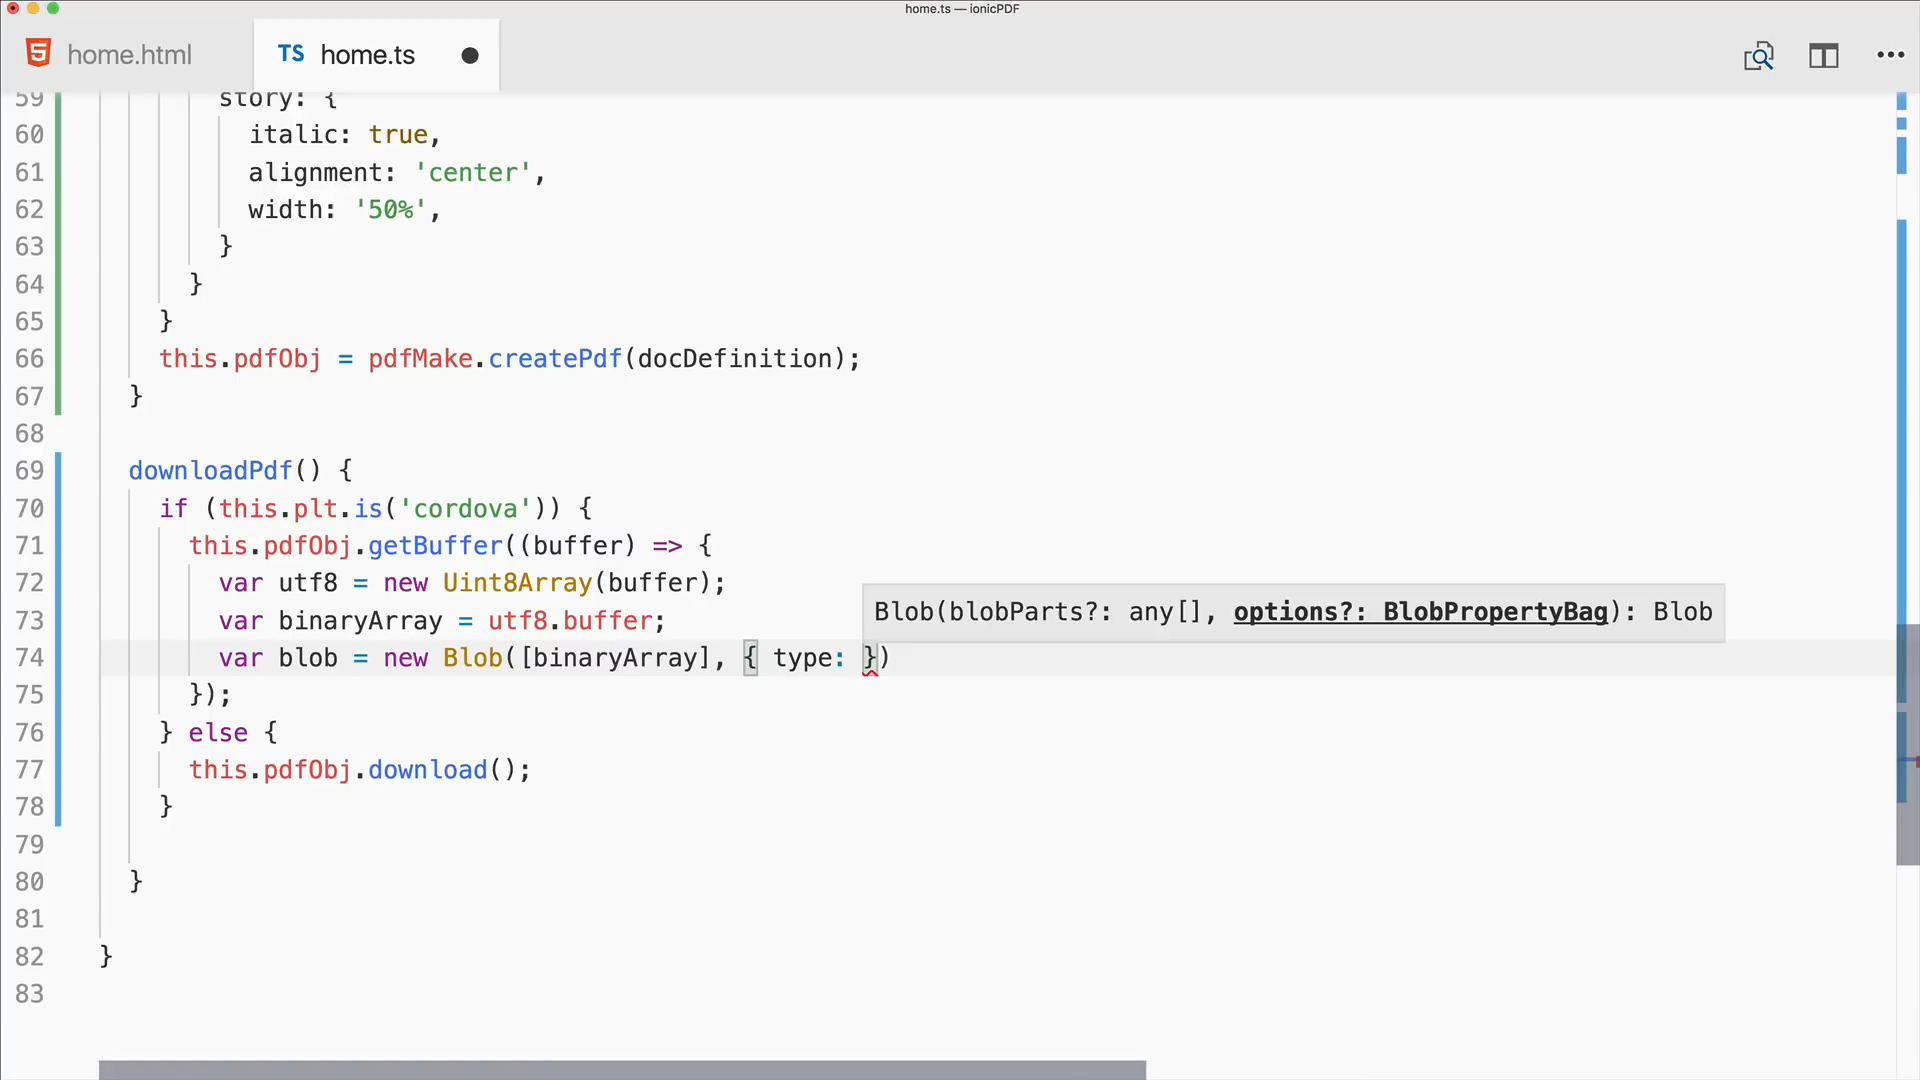 home.ts — ionicPDF
home.html
TS home.ts
59 story: {
60 italic: true,
61 alignment: 'center',
62 width: '50%',
63 }
64 }
65 }
66 this.pdfObj = pdfMake.createPdf(docDefinition);
67 }
68
69 downloadPdf() {
70 if (this.plt.is('cordova')) {
71 this.pdfObj.getBuffer((buffer) => {
72 var utf8 = new Uint8Array(buffer);
Blob(blobParts?: any[], options?: BlobPropertyBag): Blob
73 var binaryArray = utf8.buffer;
74 var blob = new Blob([binaryArray], { type: })
75 });
76 } else {
77 this.pdfObj.download();
78 }
79
80 }
81
82 }
83